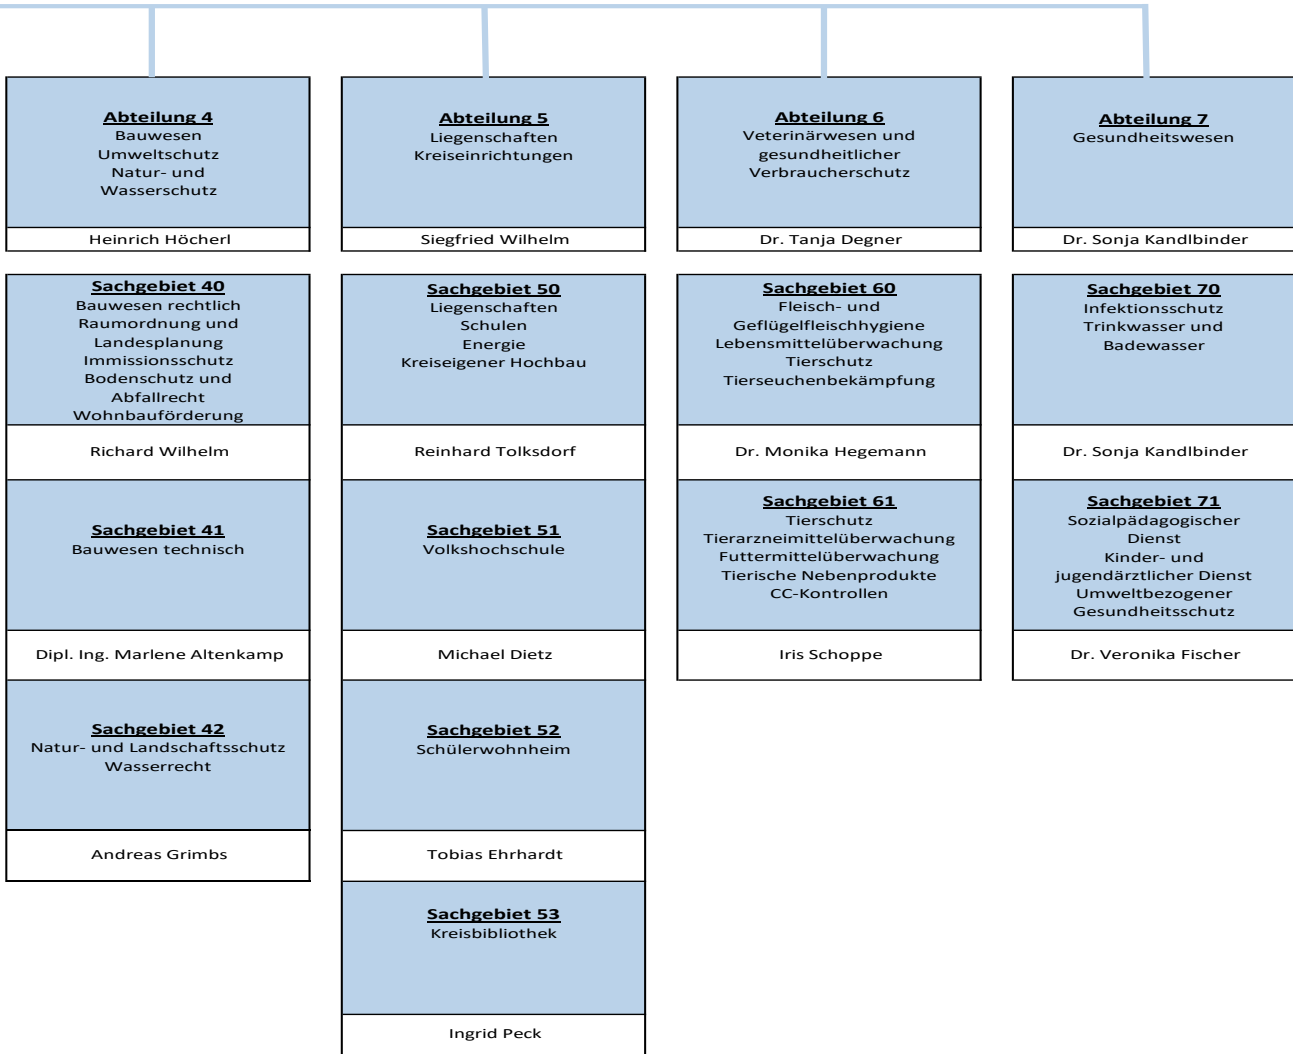 Abteilung 4
Bauwesen
Umweltschutz
Natur- und
Wasserschutz
Heinrich Höcherl
Sachgebiet 40
Bauwesen rechtlich
Raumordnung und
Landesplanung
Immissionsschutz
Bodenschutz und
Abfallrecht
Wohnbauförderung
Richard Wilhelm
Sachgebiet 41
Bauwesen technisch
Dipl. Ing. Marlene Altenkamp
Sachgebiet 42
Natur- und Landschaftsschutz
Wasserrecht
Andreas Grimbs
Abteilung 5
Liegenschaften
Kreiseinrichtungen
Siegfried Wilhelm
Sachgebiet 50
Liegenschaften
Schulen
Energie
Kreiseigener Hochbau
Reinhard Tolksdorf
Sachgebiet 51
Volkshochschule
Michael Dietz
Sachgebiet 52
Schülerwohnheim
Tobias Ehrhardt
Sachgebiet 53
Kreisbibliothek
Ingrid Peck
Abteilung 6
Veterinärwesen und
gesundheitlicher
Verbraucherschutz
Dr. Tanja Degner
Sachgebiet 60
Fleisch- und
Geflügelfleischhygiene
Lebensmittelüberwachung
Tierschutz
Tierseuchenbekämpfung
Dr. Monika Hegemann
Sachgebiet 61
Tierschutz
Tierarzneimittelüberwachung
Futtermittelüberwachung
Tierische Nebenprodukte
CC-Kontrollen
Iris Schoppe
Abteilung 7
Gesundheitswesen
Dr. Sonja Kandlbinder
Sachgebiet 70
Infektionsschutz
Trinkwasser und
Badewasser
Dr. Sonja Kandlbinder
Sachgebiet 71
Sozialpädagogischer
Dienst
Kinder- und
jugendärztlicher Dienst
Umweltbezogener
Gesundheitsschutz
Dr. Veronika Fischer